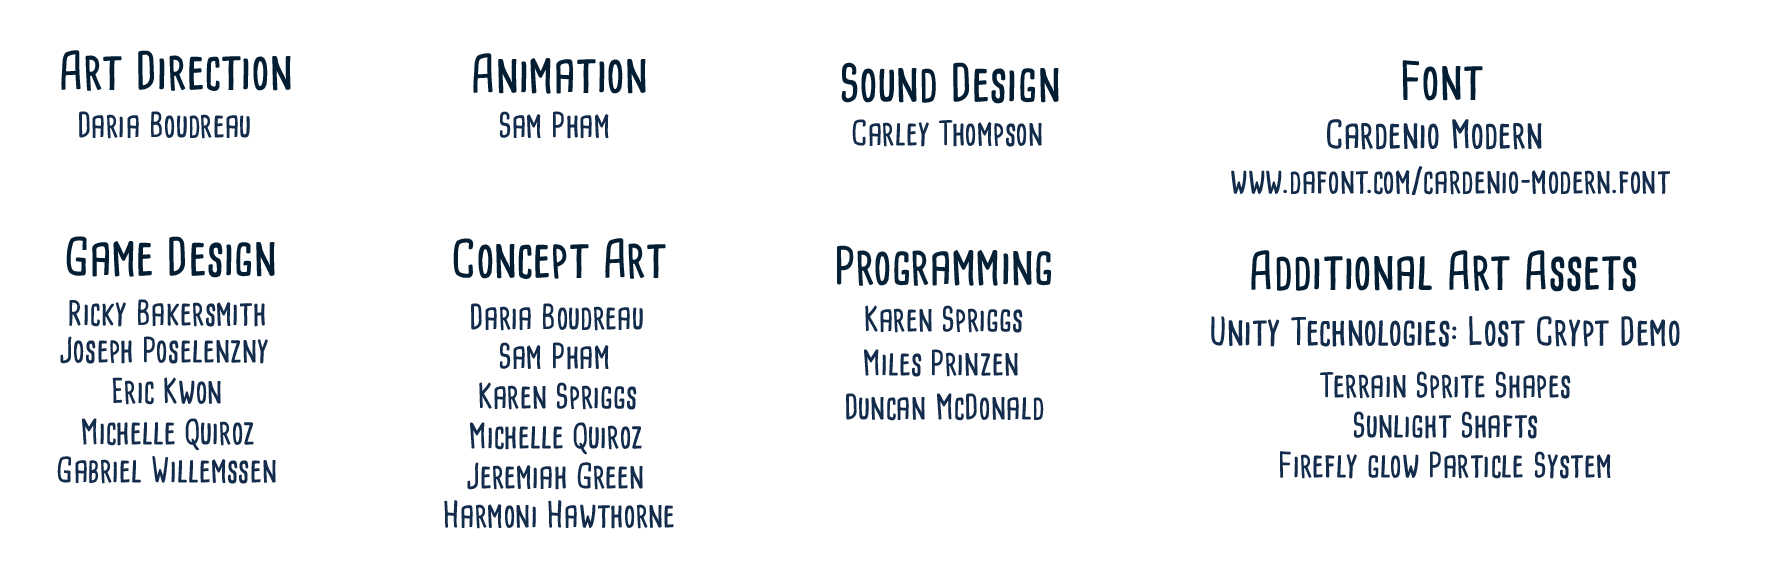 Art Direction
Daria Boudreau
Animation
Sam Pham
Sound Design
Carley Thompson
Font
Cardenio Modern
www.dafont.com/cardenio-modern.font
Game Design
Ricky Bakersmith
Joseph Poselenzny
Eric Kwon
Michelle Quiroz
Gabriel Willemssen
Concept Art
Daria Boudreau
Sam Pham
Karen Spriggs
Michelle Quiroz
Jeremiah Green
Harmoni Hawthorne
Programming
Karen Spriggs
Miles Prinzen
Duncan McDonald
Additional Art Assets
Unity Technologies: Lost Crypt Demo
Terrain Sprite Shapes
Sunlight Shafts
Firefly glow Particle System